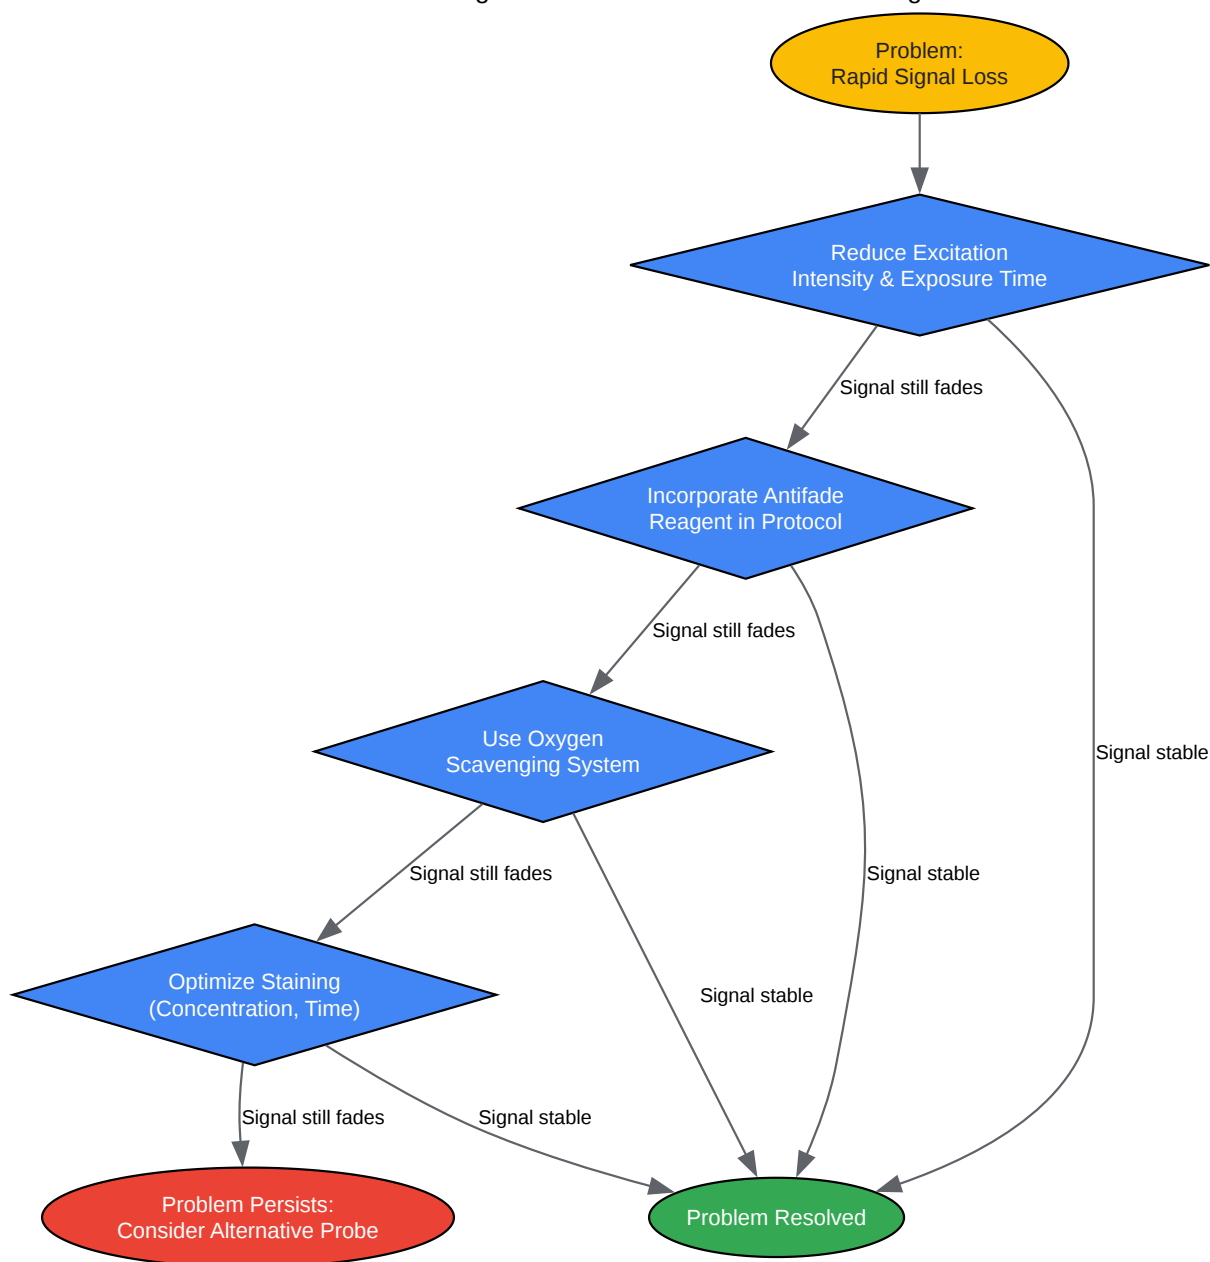 Problem:
Rapid Signal Loss
Reduce Excitation
Intensity & Exposure Time
Signal still fades
Incorporate Antifade
Reagent in Protocol
Signal still fades
Use Oxygen
Scavenging System
Signal stable
Signal still fades
Signal stable
Optimize Staining
(Concentration, Time)
Signal stable
Signal still fades
Signal stable
Problem Persists:
Consider Alternative Probe
Problem Resolved